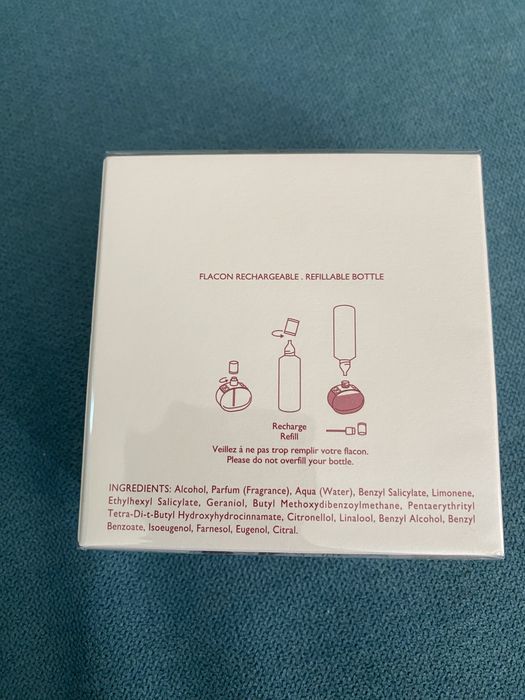 FLACON RECHARGEABLE . REFILLABLE BOTTLE
Recharge
Refill
Veillez à ne pas trop remplir votre flacon.
Please do not overfill your bottle.
INGREDIENTS: Alcohol, Parfum (Fragrance), Aqua (Water), Benzyl Salicylate, Limonene,
Ethylhexyl Salicylate, Geraniol, Butyl Methoxydibenzoylmethane, Pentaerythrityl
Tetra-Di-t-Butyl Hydroxyhydrocinnamate, Citronellol, Linalool, Benzyl Alcohol, Benzyl
Benzoate, Isoeugenol, Farnesol, Eugenol, Citral.